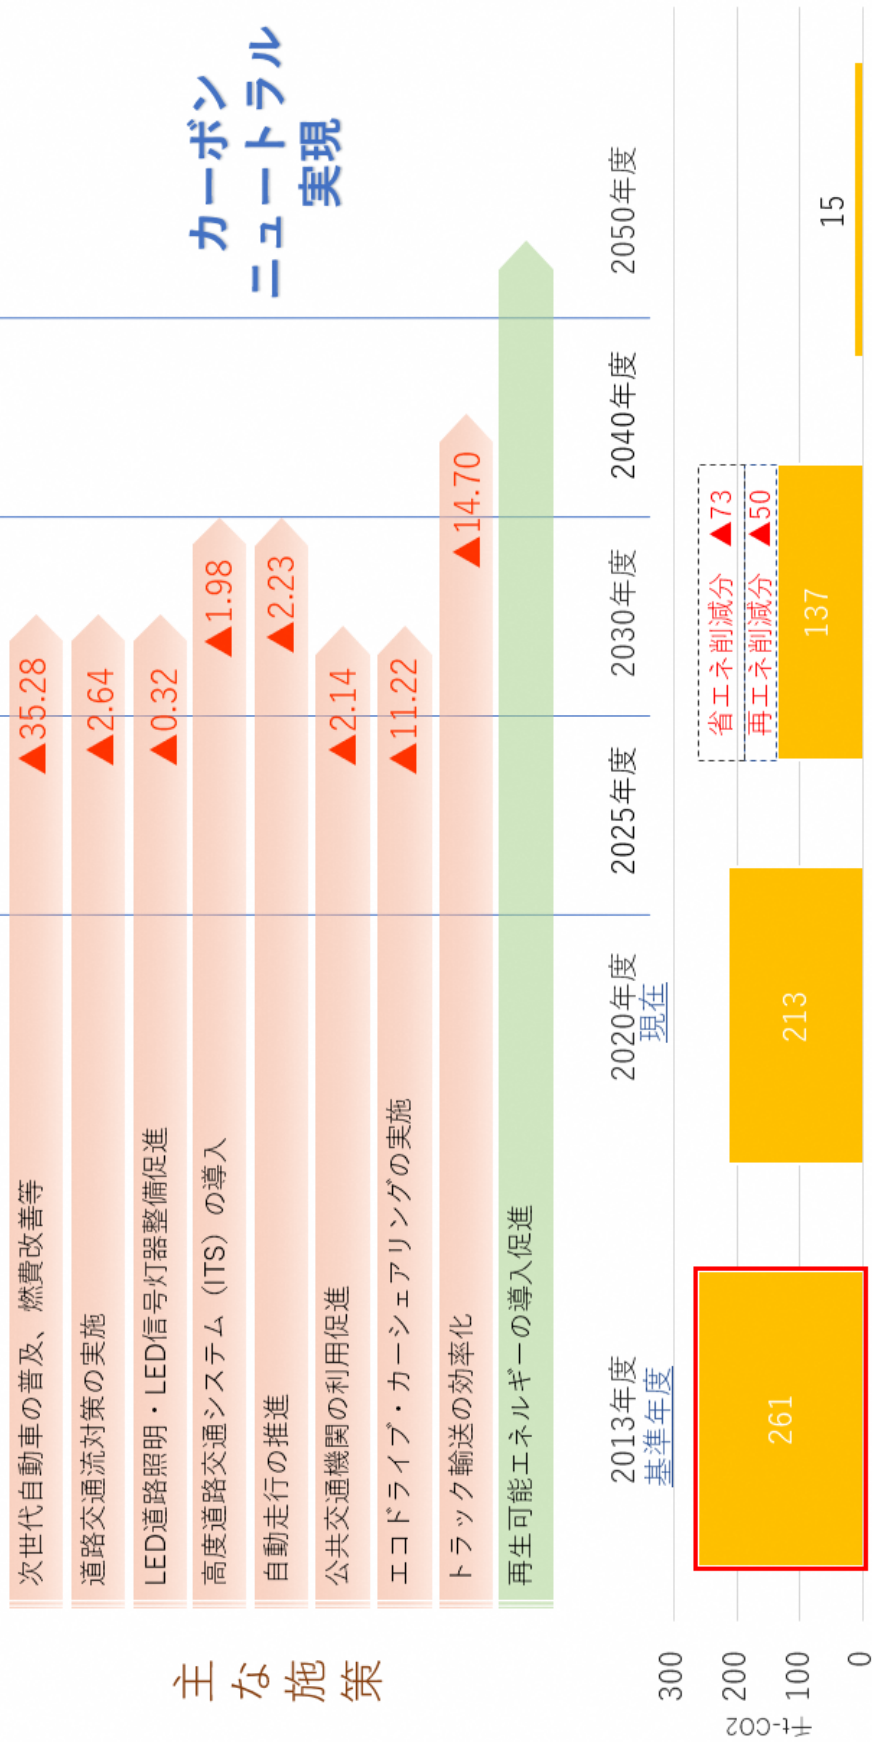 主な施策
次世代自動車の普及、燃費改善等
▲35.28
道路交通流対策の実施
▲2.64
LED道路照明・LED信号灯器整備促進
▲0.32
高度道路交通システム（ITS）の導入
▲1.98
自動走行の推進
▲2.23
公共交通機関の利用促進
▲2.14
エコドライブ・カーシェアリングの実施
▲11.22
トラック輸送の効率化
▲14.70
再生可能エネルギーの導入促進
カーボン
ニュートラル
実現
2013年度
基準年度
2020年度
現在
2025年度
2030年度
2040年度
2050年度
千t-CO2
300
200
100
0
261
213
省エネ削減分 ▲73
再エネ削減分 ▲50
137
15